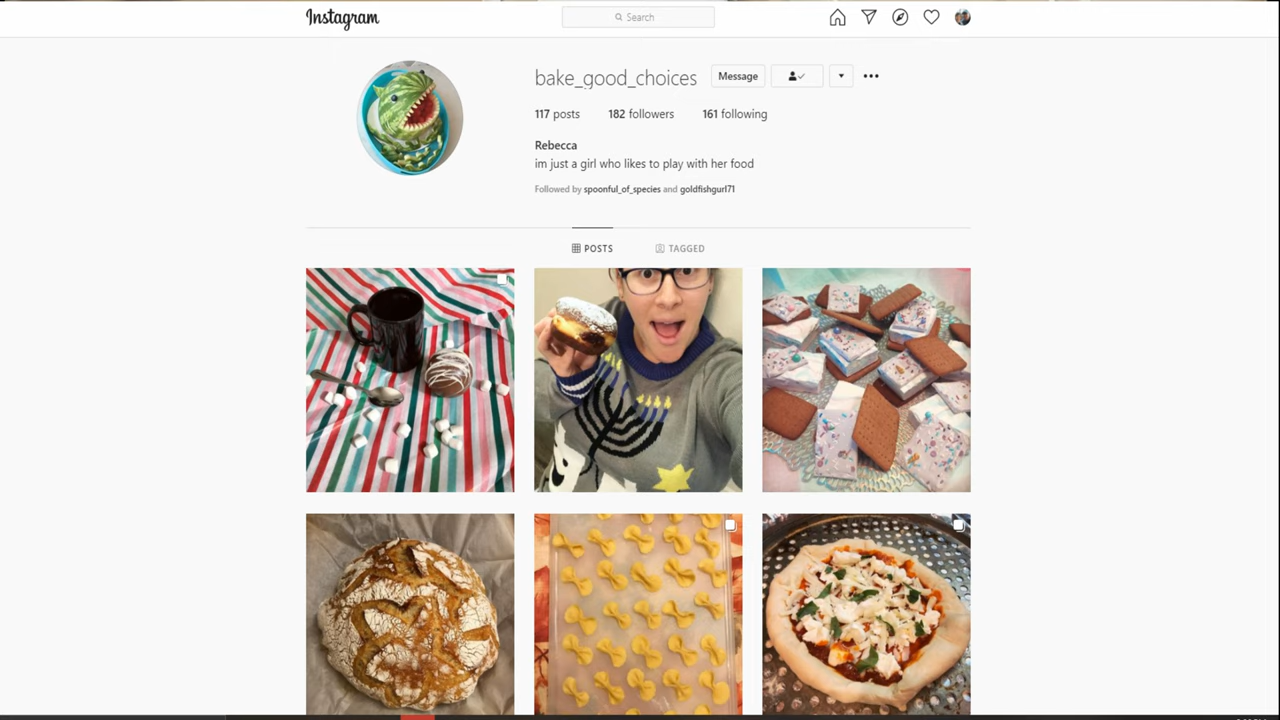 Instagram
Search
bake_good_choices Message
117 posts 182 followers 161 following
Rebecca
im just a girl who likes to play with her food
Followed by spoonful_of_species and goldfishgurl71
POSTS TAGGED